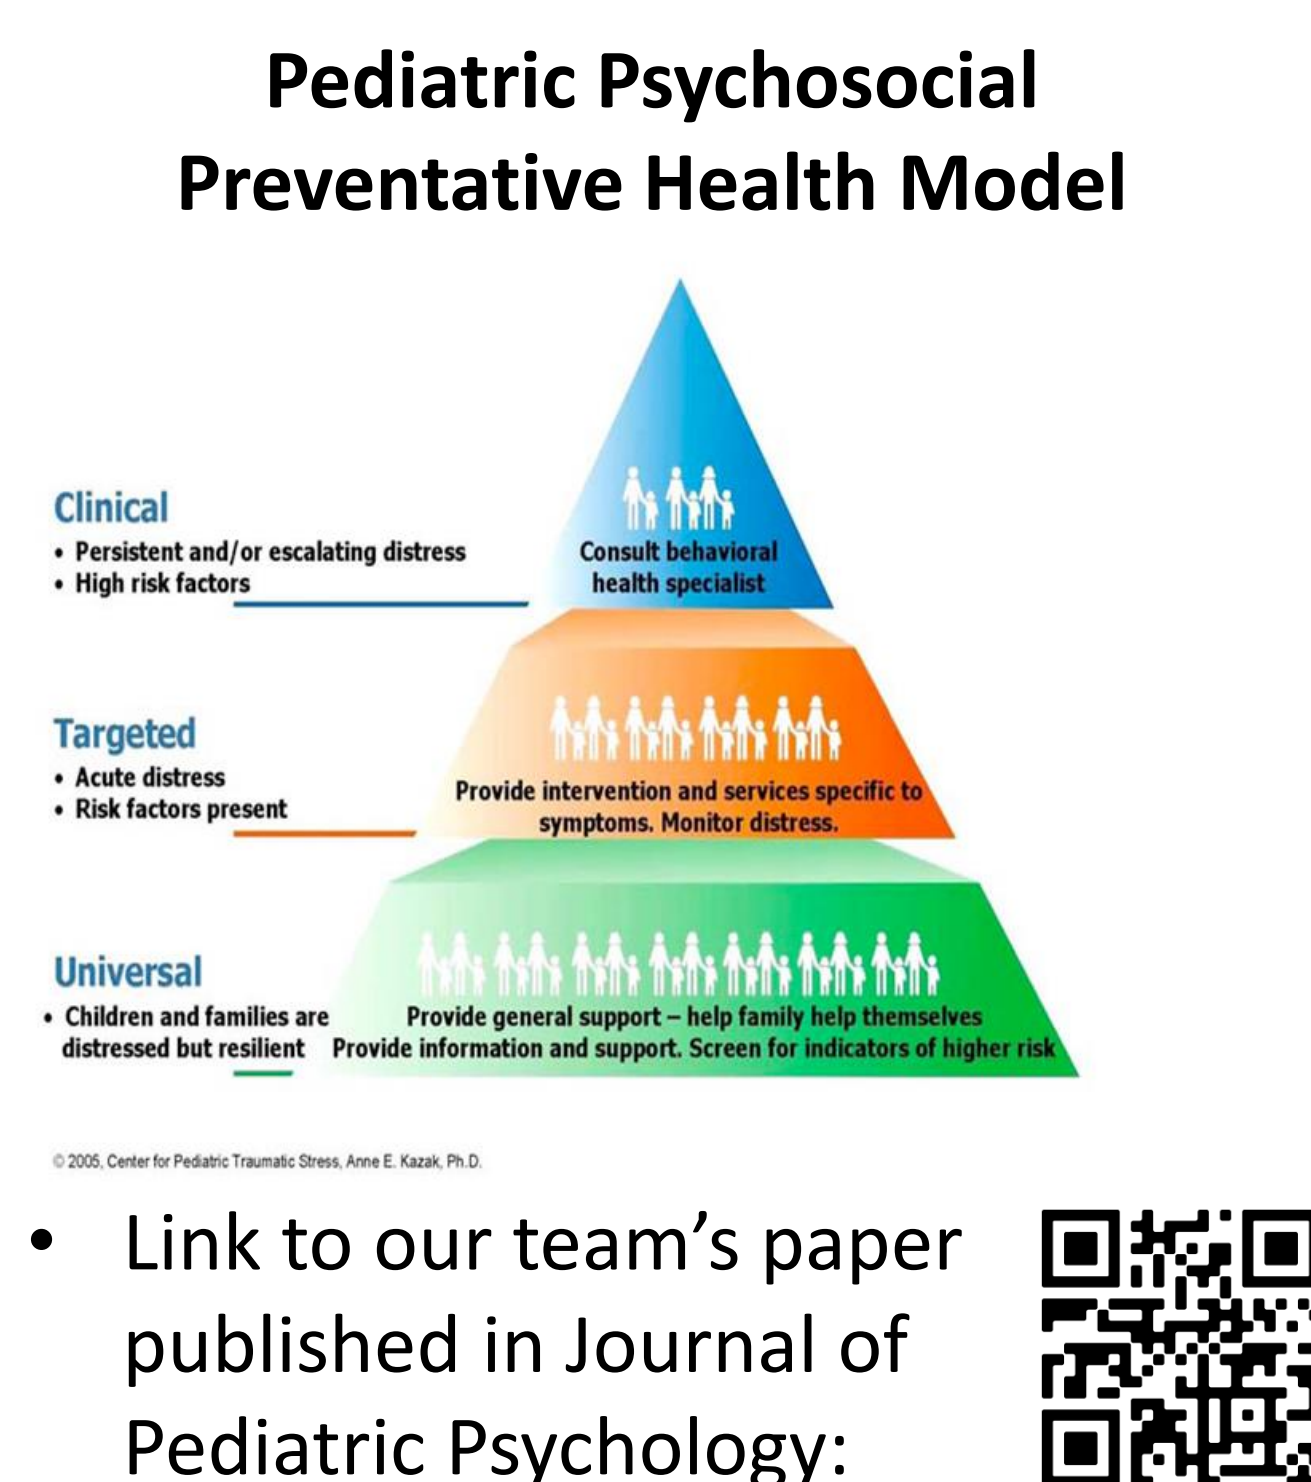 Pediatric Psychosocial
Preventative Health Model
Clinical
• Persistent and/or escalating distress
• High risk factors
Consult behavioral
health specialist
Targeted
• Acute distress
• Risk factors present
Provide intervention and services specific to
symptoms. Monitor distress.
Universal
• Children and families are
distressed but resilient
Provide general support – help family help themselves
Provide information and support. Screen for indicators of higher risk
© 2005, Center for Pediatric Traumatic Stress, Anne E. Kazak, Ph.D.
• Link to our team’s paper
published in Journal of
Pediatric Psychology: